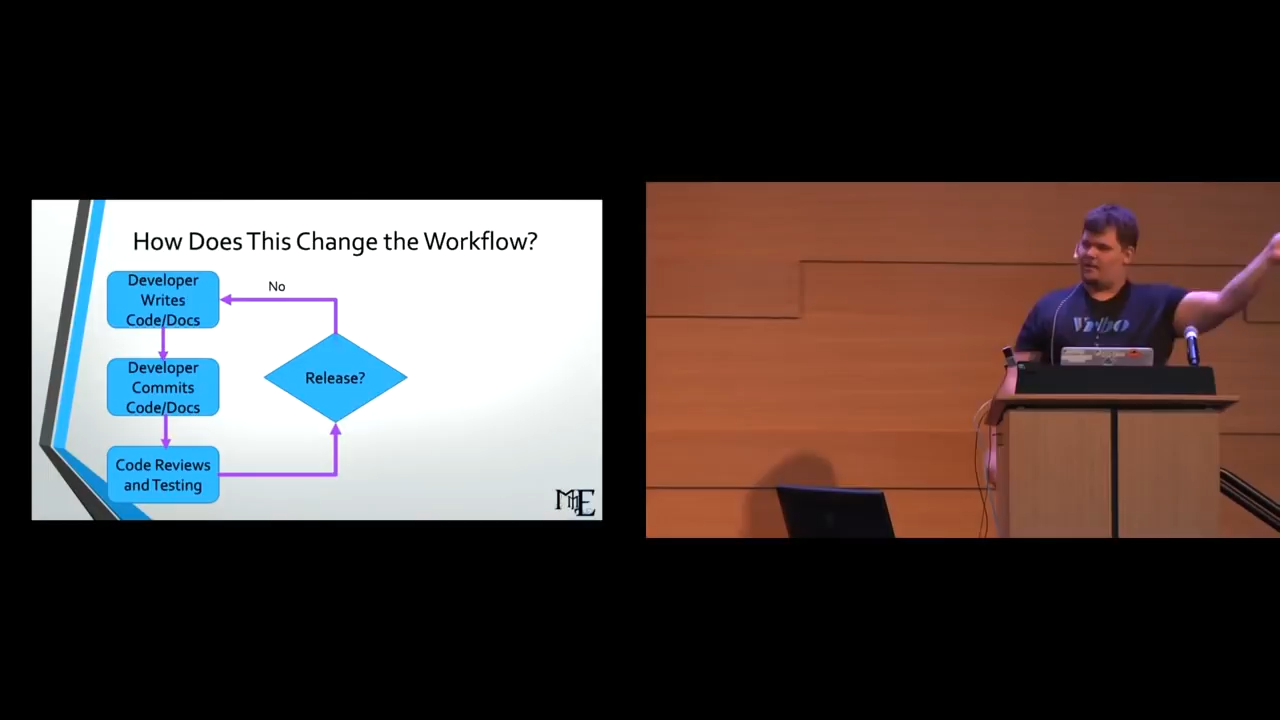 How Does This Change the Workflow?
Developer
Writes
Code/Docs
No
Developer
Commits
Code/Docs
Release?
Code Reviews
and Testing